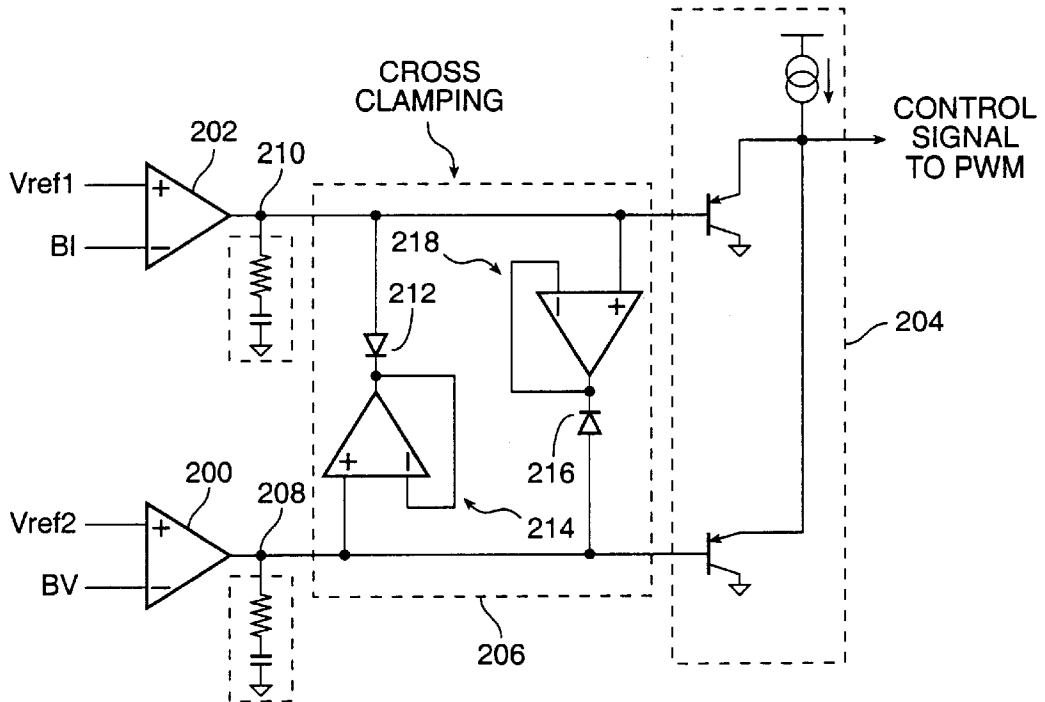 CROSS
CLAMPING
CONTROL
SIGNAL
TO PWM
202
210
Vref1
+
BI
−
218
−
+
212
204
216
+
−
214
200
208
Vref2
+
BV
−
206